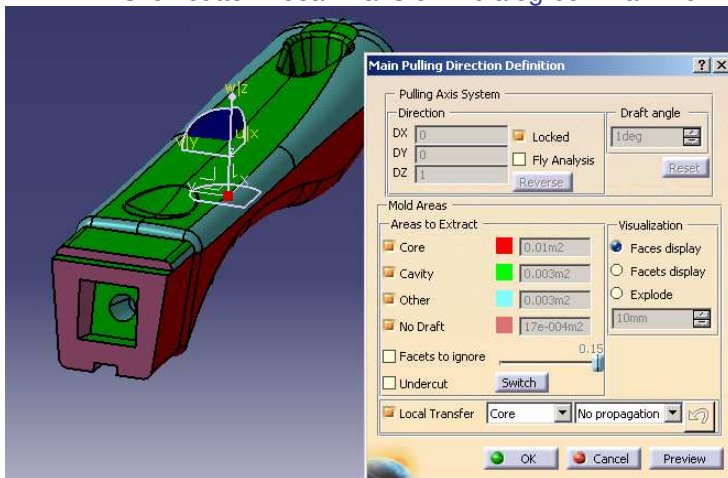 Main Pulling Direction Definition
Pulling Axis System
Direction
DX 0
DY 0
DZ 1
Locked
Fly Analysis
Reverse
Draft angle
1deg
Reset
Mold Areas
Areas to Extract
Core 0.01m2
Cavity 0.003m2
Other 0.003m2
No Draft 17e-004m2
Facets to ignore 0,15
Undercut Switch
Visualization
Faces display
Facets display
Explode
10mm
Local Transfer Core No propagation
OK Cancel Preview
w|z
v|y
u|x
z
y
x